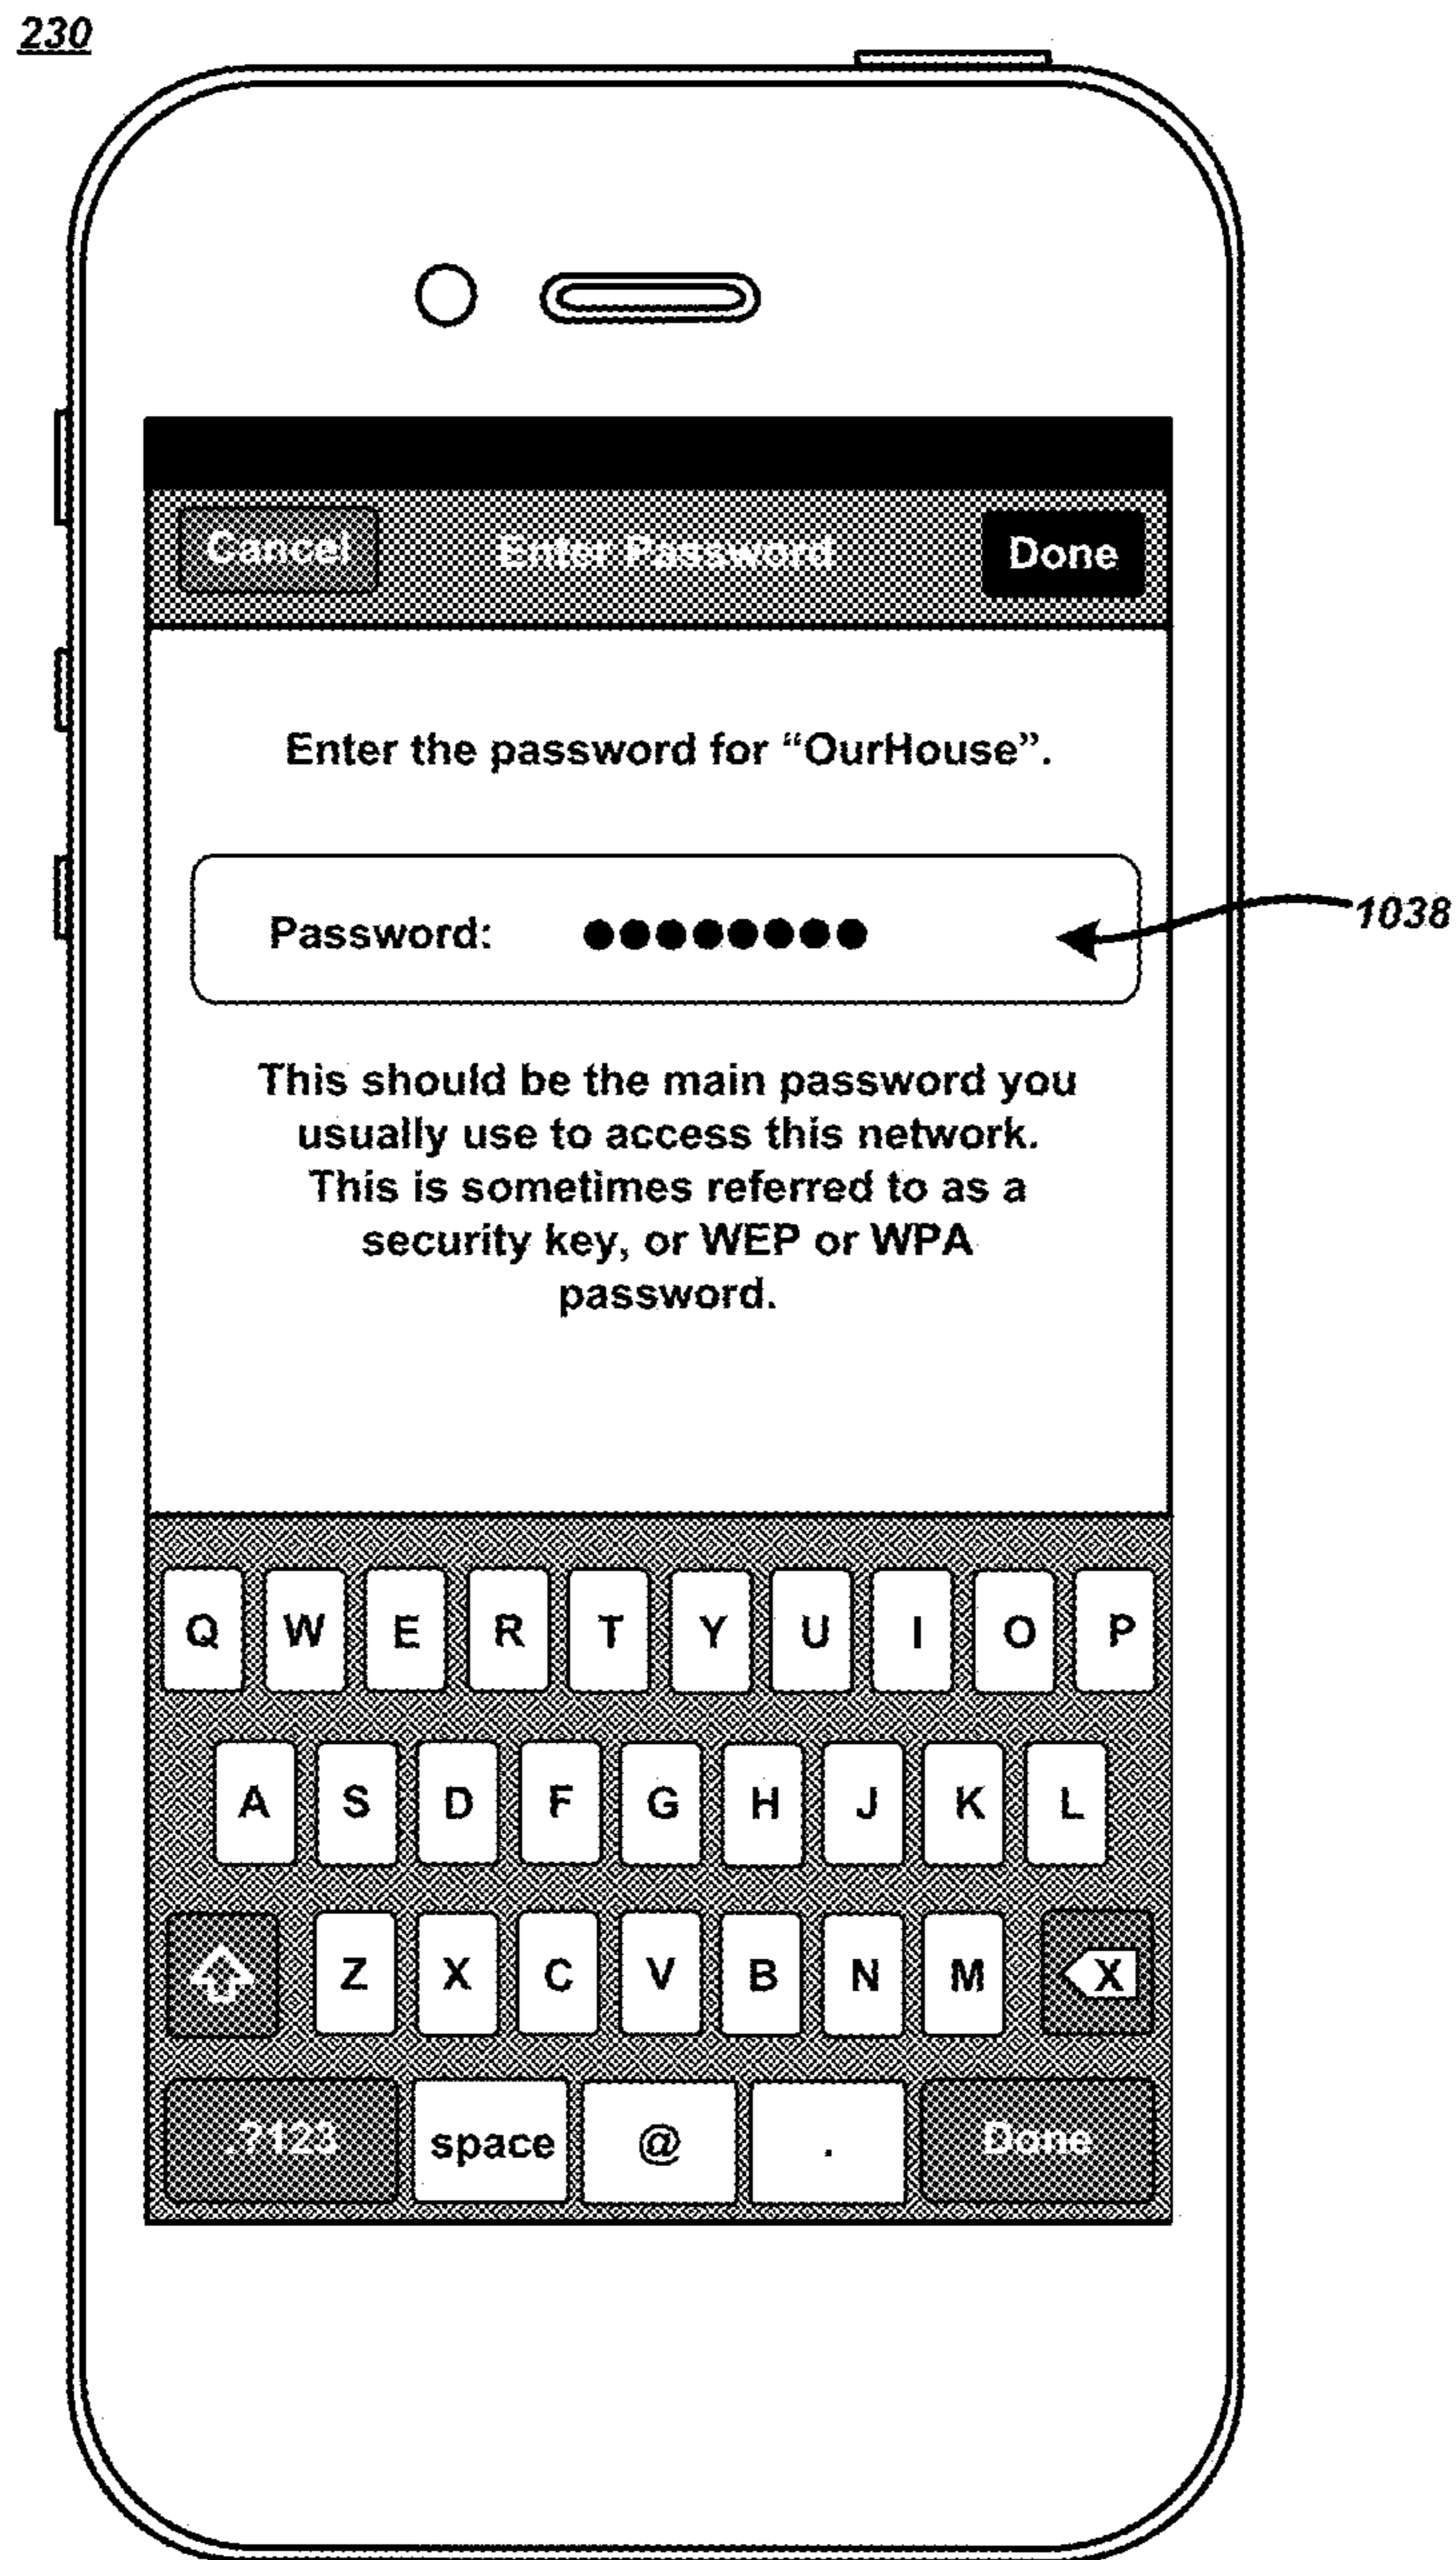 230
Cancel Enter Password Done
Enter the password for “OurHouse”.
Password: ●●●●●●●●
1038
This should be the main password you
usually use to access this network.
This is sometimes referred to as a
security key, or WEP or WPA
password.
Q W E R T Y U I O P
A S D F G H J K L
Z X C V B N M X
.?123 space @ . Done